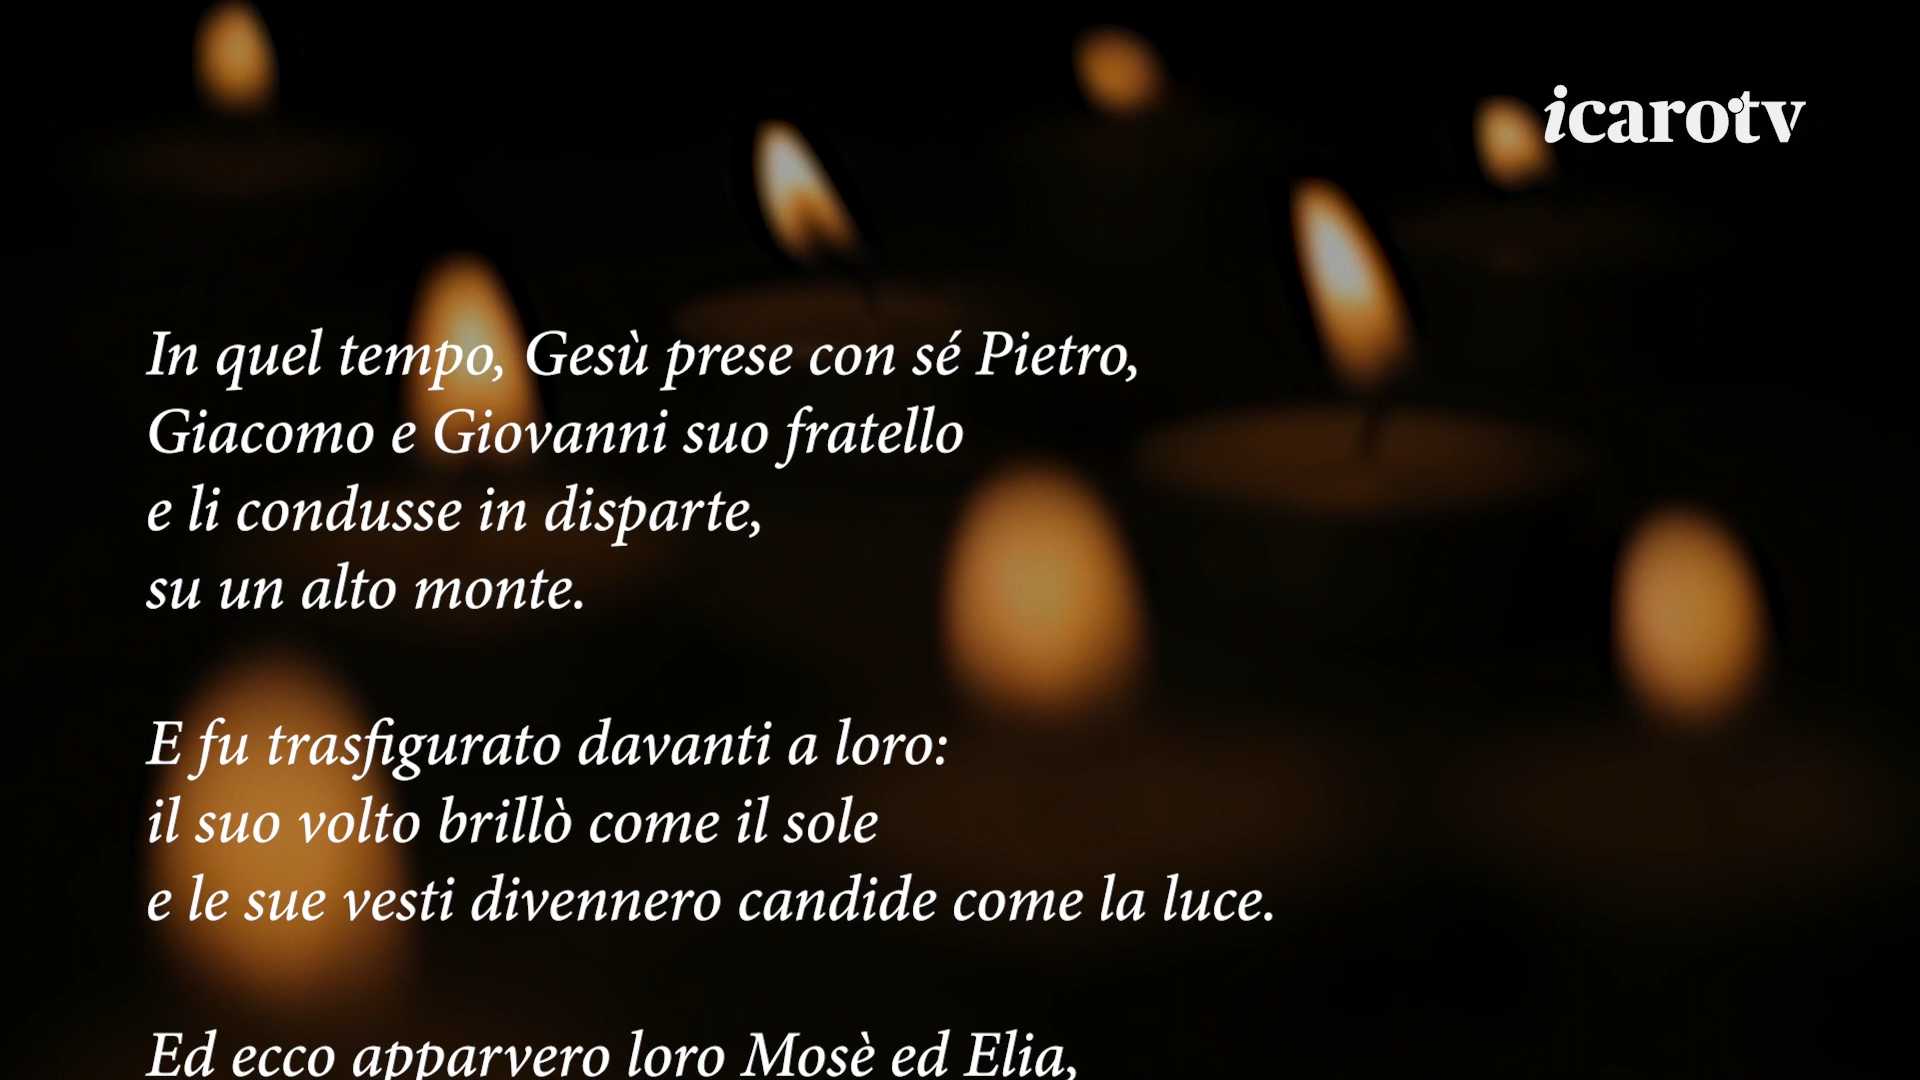 icarotv
In quel tempo, Gesù prese con sé Pietro,
Giacomo e Giovanni suo fratello
e li condusse in disparte,
su un alto monte.
E fu trasfigurato davanti a loro:
il suo volto brillò come il sole
e le sue vesti divennero candide come la luce.
Ed ecco apparvero loro Mosè ed Elia,